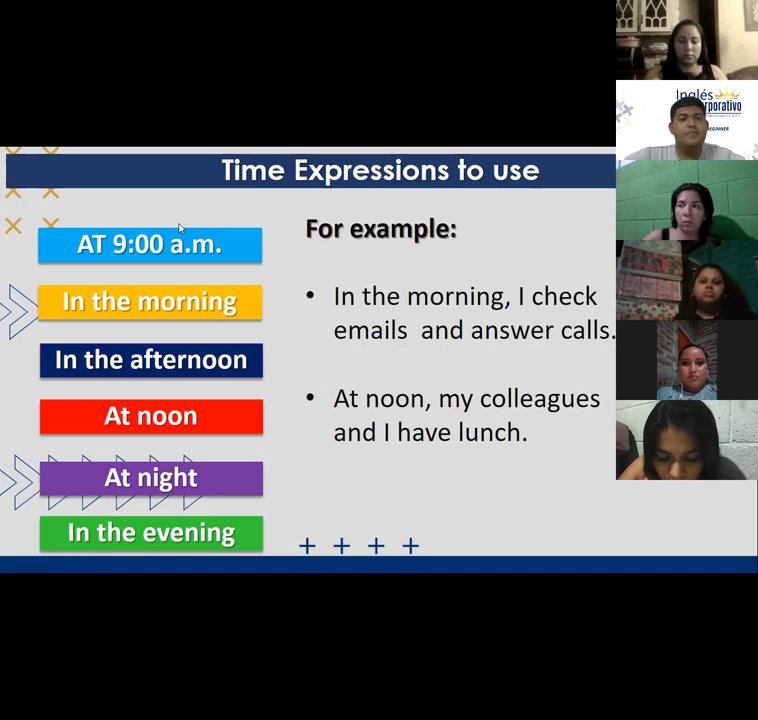 Time Expressions to use
AT 9:00 a.m.
In the morning
In the afternoon
At noon
At night
In the evening
For example:
• In the morning, I check
emails and answer calls.
• At noon, my colleagues
and I have lunch.
Inglés
rporativo